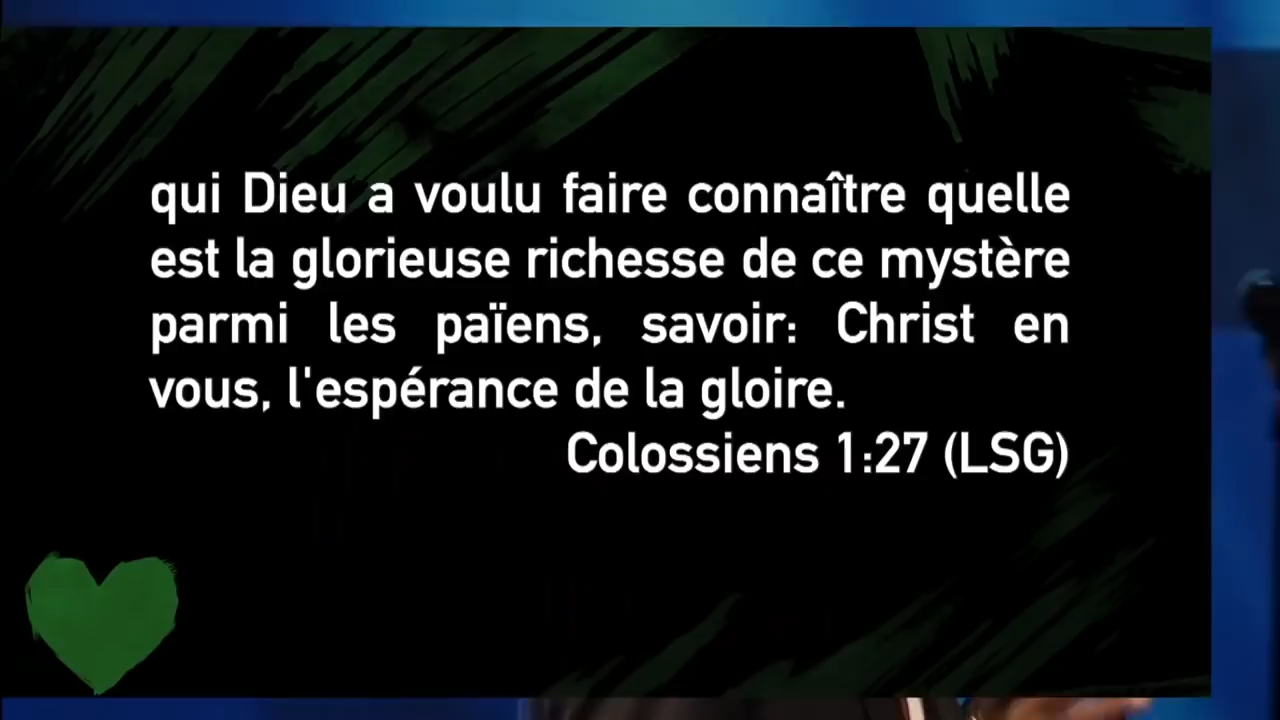 qui Dieu a voulu faire connaître quelle
est la glorieuse richesse de ce mystère
parmi les païens, savoir: Christ en
vous, l'espérance de la gloire.
Colossiens 1:27 (LSG)